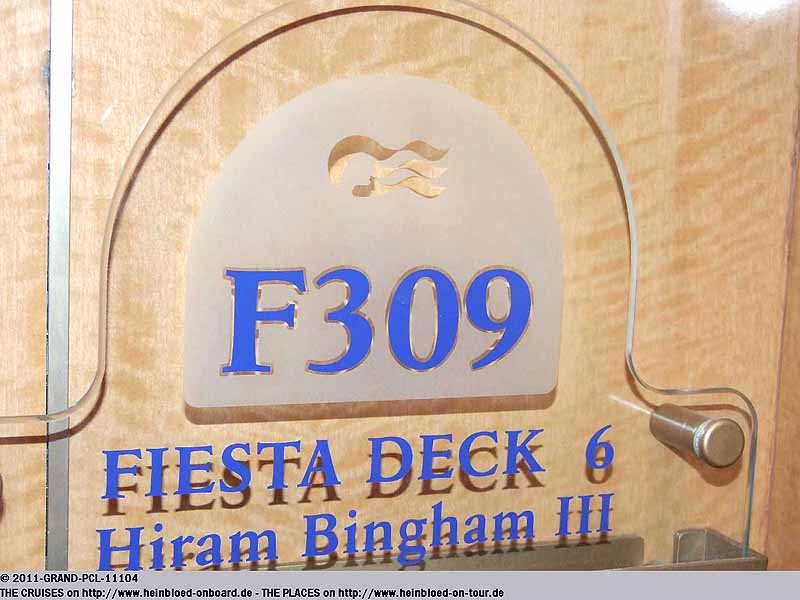 F309
FIESTA DECK 6
Hiram Bingham III
© 2011-GRAND-PCL-11104
THE CRUISES on http://www.heinbloed-onboard.de - THE PLACES on http://www.heinbloed-on-tour.de